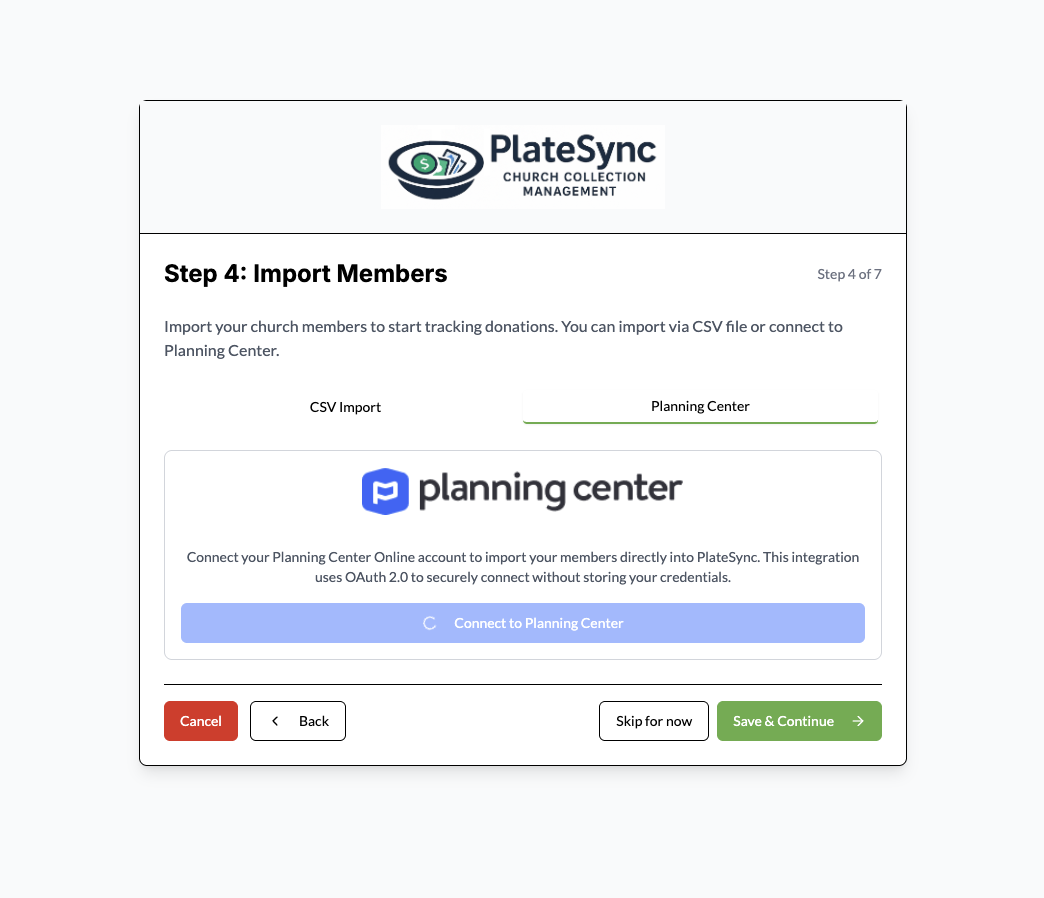 $
PlateSync
CHURCH COLLECTION
MANAGEMENT
Step 4: Import Members
Step 4 of 7
Import your church members to start tracking donations. You can import via CSV file or connect to
Planning Center.
CSV Import
Planning Center
planning center
Connect your Planning Center Online account to import your members directly into PlateSync. This integration
uses OAuth 2.0 to securely connect without storing your credentials.
Connect to Planning Center
Cancel
Back
Skip for now
Save & Continue